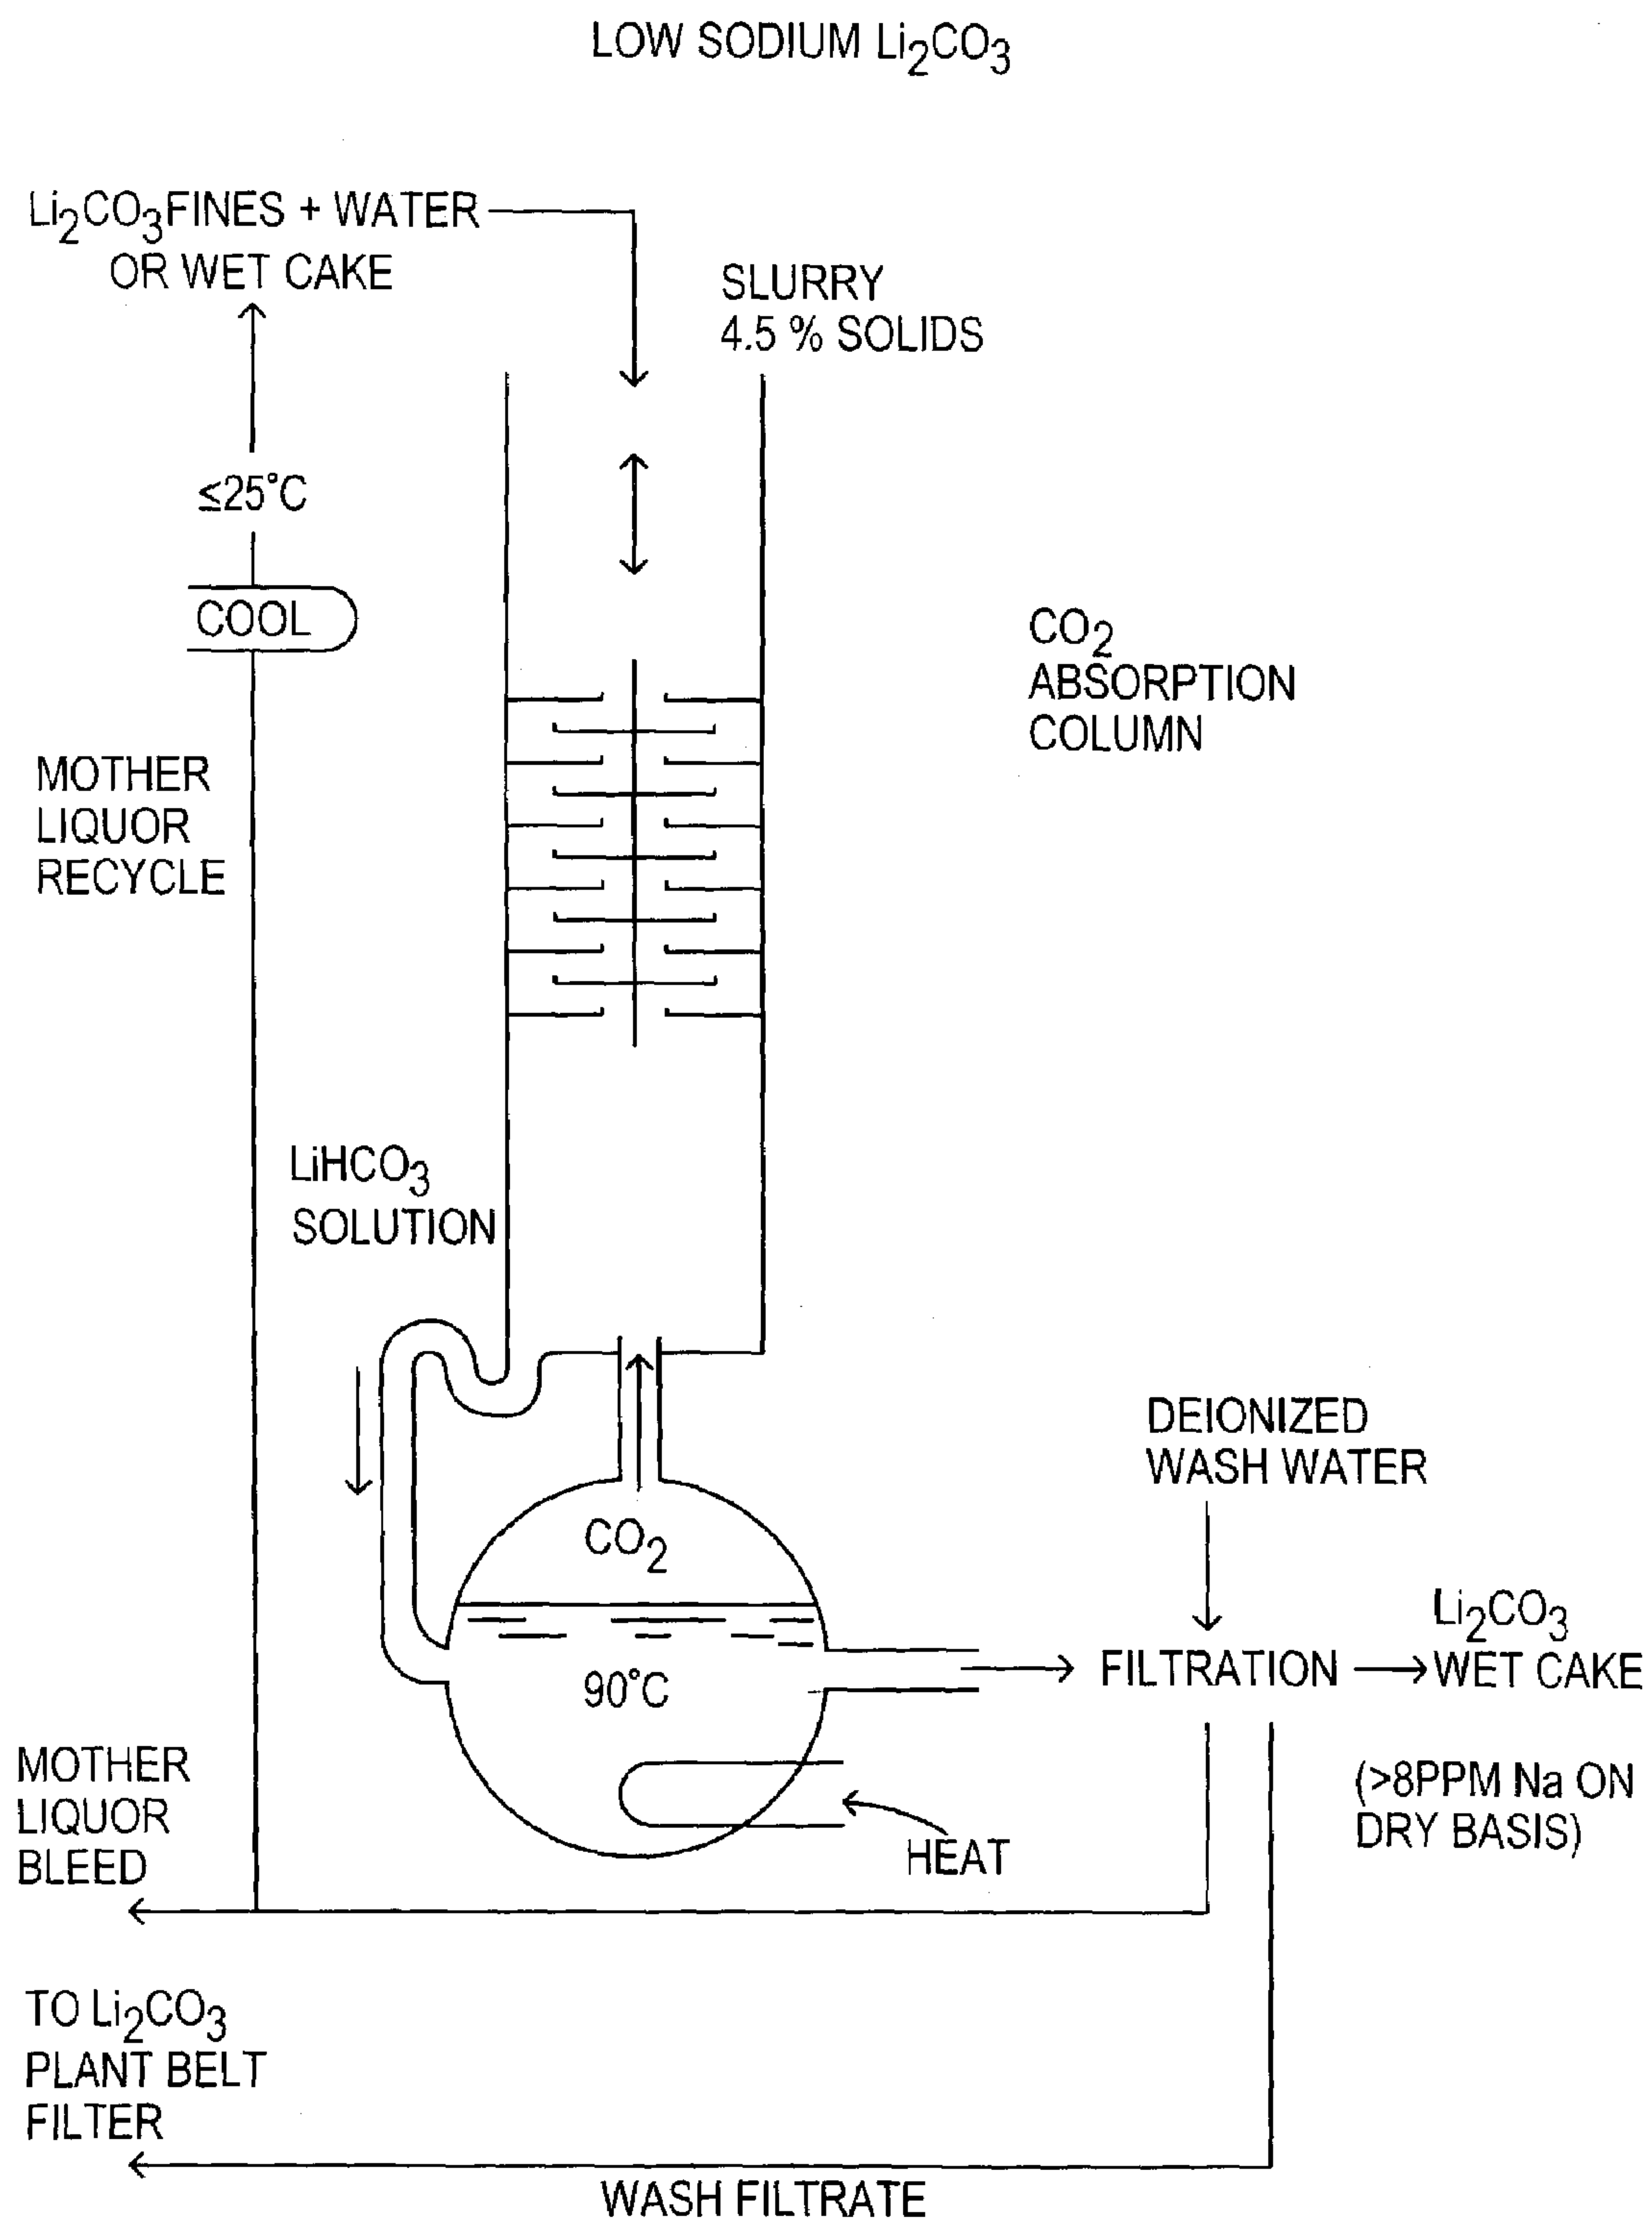 LOW SODIUM Li2CO3
Li2CO3FINES + WATER
OR WET CAKE
SLURRY
4.5 % SOLIDS
≤25°C
COOL
CO2
ABSORPTION
COLUMN
MOTHER
LIQUOR
RECYCLE
LiHCO3
SOLUTION
DEIONIZED
WASH WATER
CO2
90°C
FILTRATION
Li2CO3
WET CAKE
(>8PPM Na ON
DRY BASIS)
HEAT
MOTHER
LIQUOR
BLEED
TO Li2CO3
PLANT BELT
FILTER
WASH FILTRATE